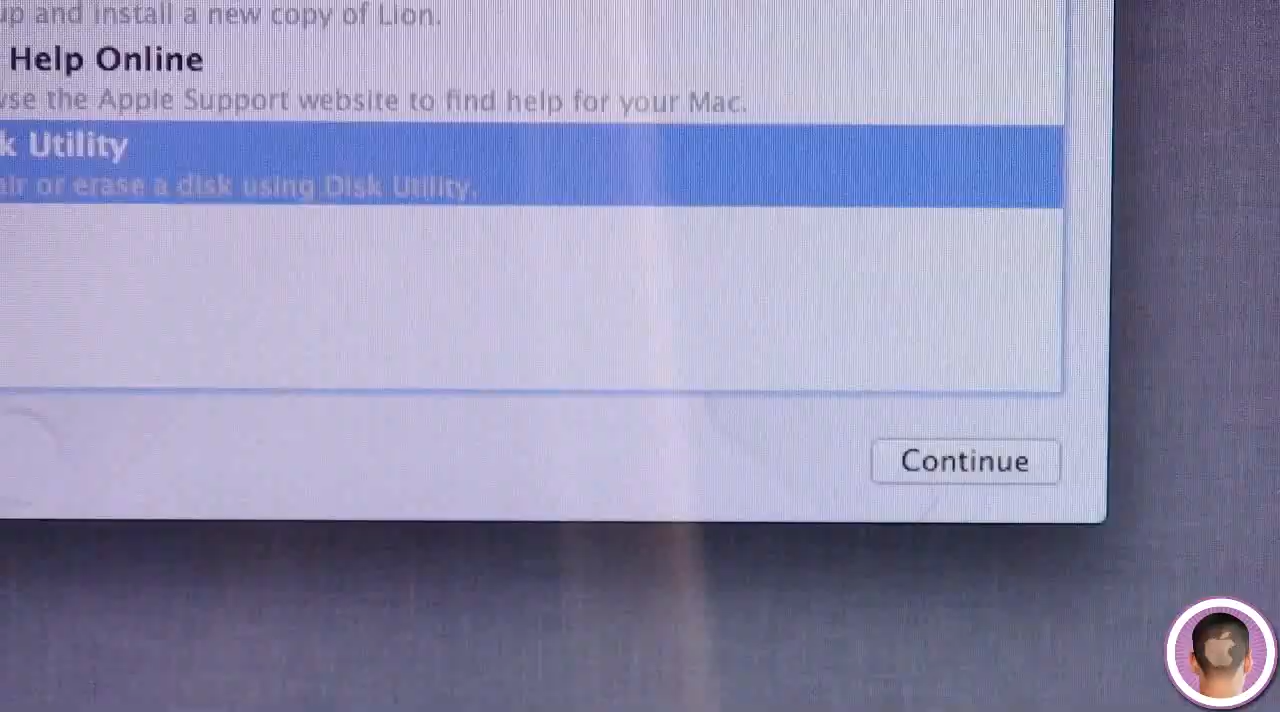 up and install a new copy of Lion.
Help Online
wse the Apple Support website to find help for your Mac.
k Utility
air or erase a disk using Disk Utility.
Continue